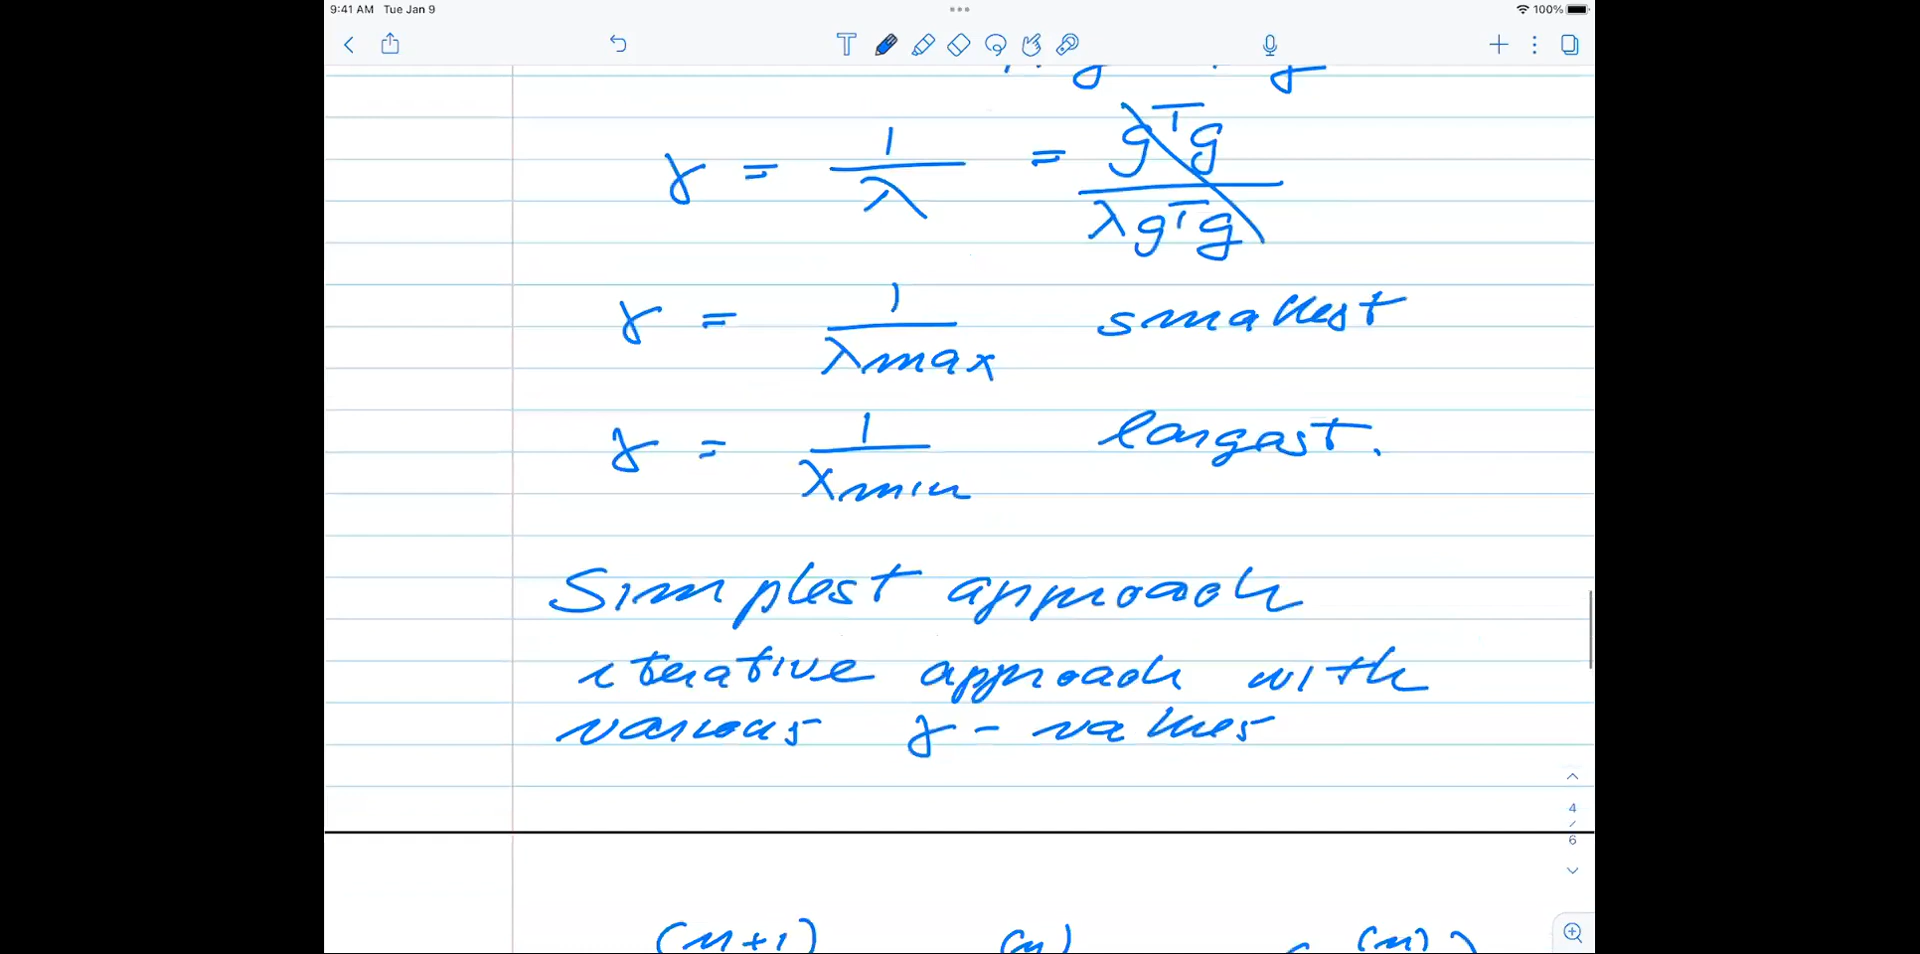 9:41 AM Tue Jan 9
100%
γ = 1/λ = gᵀg / λgᵀg
γ = 1/λmax smallest
γ = 1/λmin largest.
Simplest approach
iterative approach with
various γ - values
4
/
6
(n+1) (n) (n)